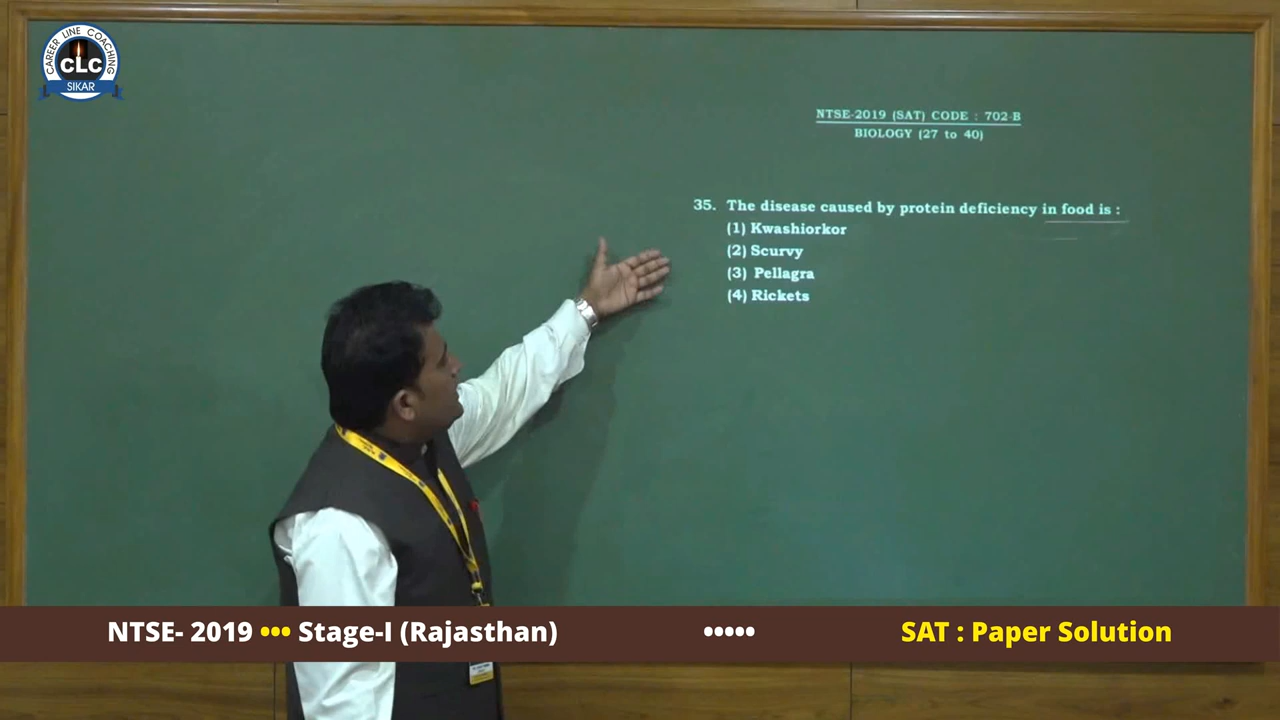 CAREER LINE COACHING
CLC
SIKAR
NTSE-2019 (SAT) CODE : 702-B
BIOLOGY (27 to 40)
35. The disease caused by protein deficiency in food is :
(1) Kwashiorkor
(2) Scurvy
(3) Pellagra
(4) Rickets
NTSE- 2019 ••• Stage-I (Rajasthan) ••••• SAT : Paper Solution